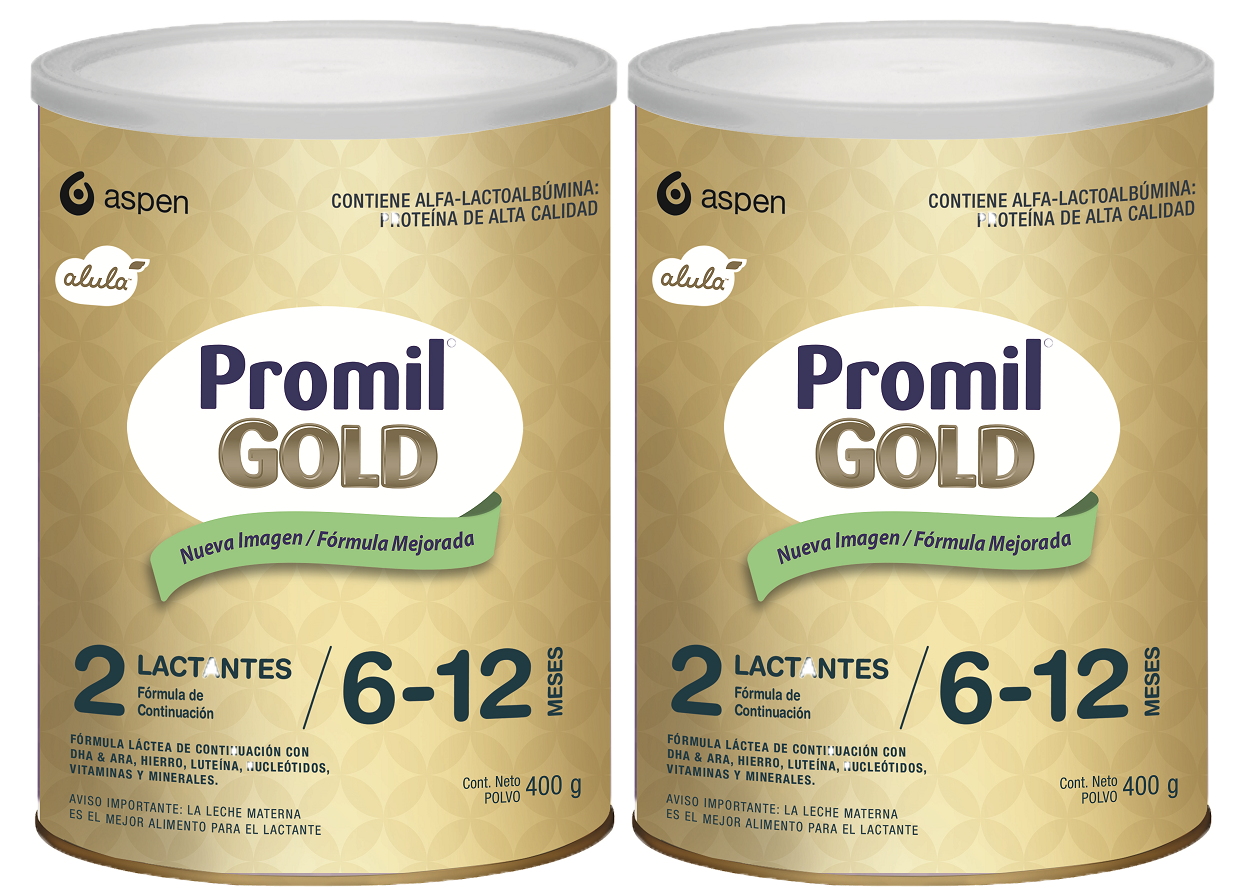 aspen
CONTIENE ALFA-LACTOALBÚMINA:
PROTEÍNA DE ALTA CALIDAD
alula™
Promil
GOLD
Nueva Imagen / Fórmula Mejorada
2 LACTANTES / 6-12 MESES
Fórmula de
Continuación
FÓRMULA LÁCTEA DE CONTINUACIÓN CON
DHA & ARA, HIERRO, LUTEÍNA, NUCLEÓTIDOS,
VITAMINAS Y MINERALES.
Cont. Neto
POLVO 400 g
AVISO IMPORTANTE: LA LECHE MATERNA
ES EL MEJOR ALIMENTO PARA EL LACTANTE
aspen
CONTIENE ALFA-LACTOALBÚMINA:
PROTEÍNA DE ALTA CALIDAD
alula™
Promil
GOLD
Nueva Imagen / Fórmula Mejorada
2 LACTANTES / 6-12 MESES
Fórmula de
Continuación
FÓRMULA LÁCTEA DE CONTINUACIÓN CON
DHA & ARA, HIERRO, LUTEÍNA, NUCLEÓTIDOS,
VITAMINAS Y MINERALES.
Cont. Neto
POLVO 400 g
AVISO IMPORTANTE: LA LECHE MATERNA
ES EL MEJOR ALIMENTO PARA EL LACTANTE